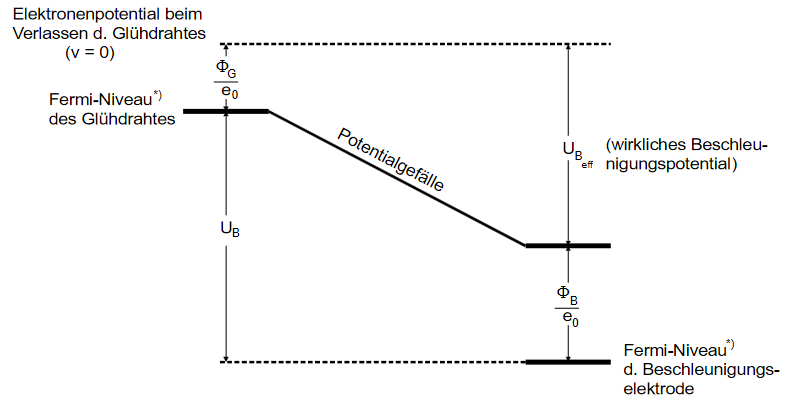 Elektronenpotential beim
Verlassen d. Glühdrahtes
(v = 0)
Φ_G
e_0
Fermi-Niveau*)
des Glühdrahtes
Potentialgefälle
U_B_eff
(wirkliches Beschleu-
nigungspotential)
U_B
Φ_B
e_0
Fermi-Niveau*)
d. Beschleunigungs-
elektrode